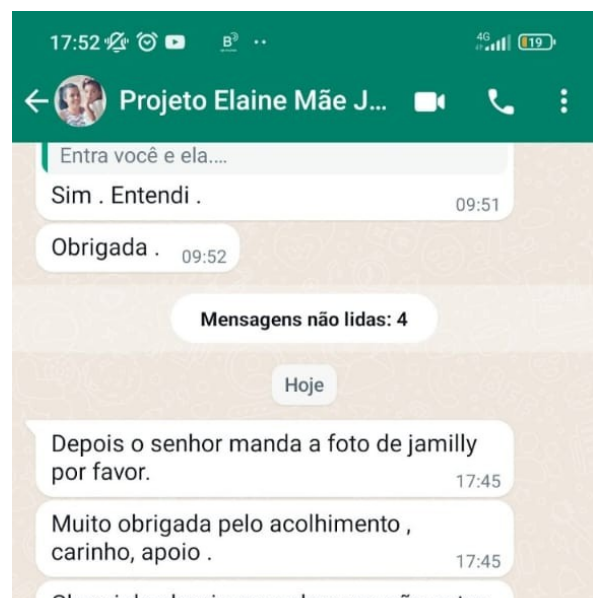 17:52
4G
19
Projeto Elaine Mãe J...
Entra você e ela....
Sim . Entendi .
09:51
Obrigada . 09:52
Mensagens não lidas: 4
Hoje
Depois o senhor manda a foto de jamilly
por favor.
17:45
Muito obrigada pelo acolhimento ,
carinho, apoio .
17:45